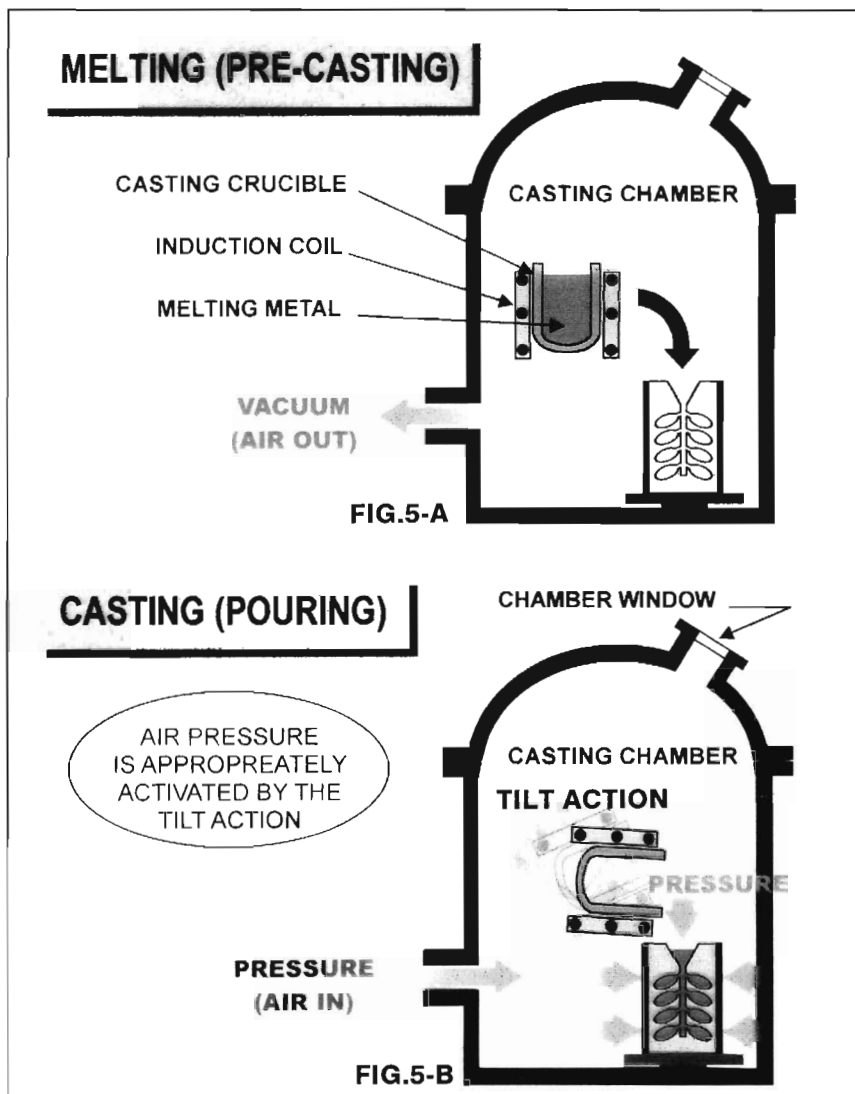 MELTING (PRE-CASTING)
CASTING CRUCIBLE
CASTING CHAMBER
INDUCTION COIL
MELTING METAL
VACUUM
(AIR OUT)
FIG.5-A
CASTING (POURING)
CHAMBER WINDOW
AIR PRESSURE
IS APPROPREATELY
ACTIVATED BY THE
TILT ACTION
CASTING CHAMBER
TILT ACTION
PRESSURE
PRESSURE
(AIR IN)
FIG.5-B